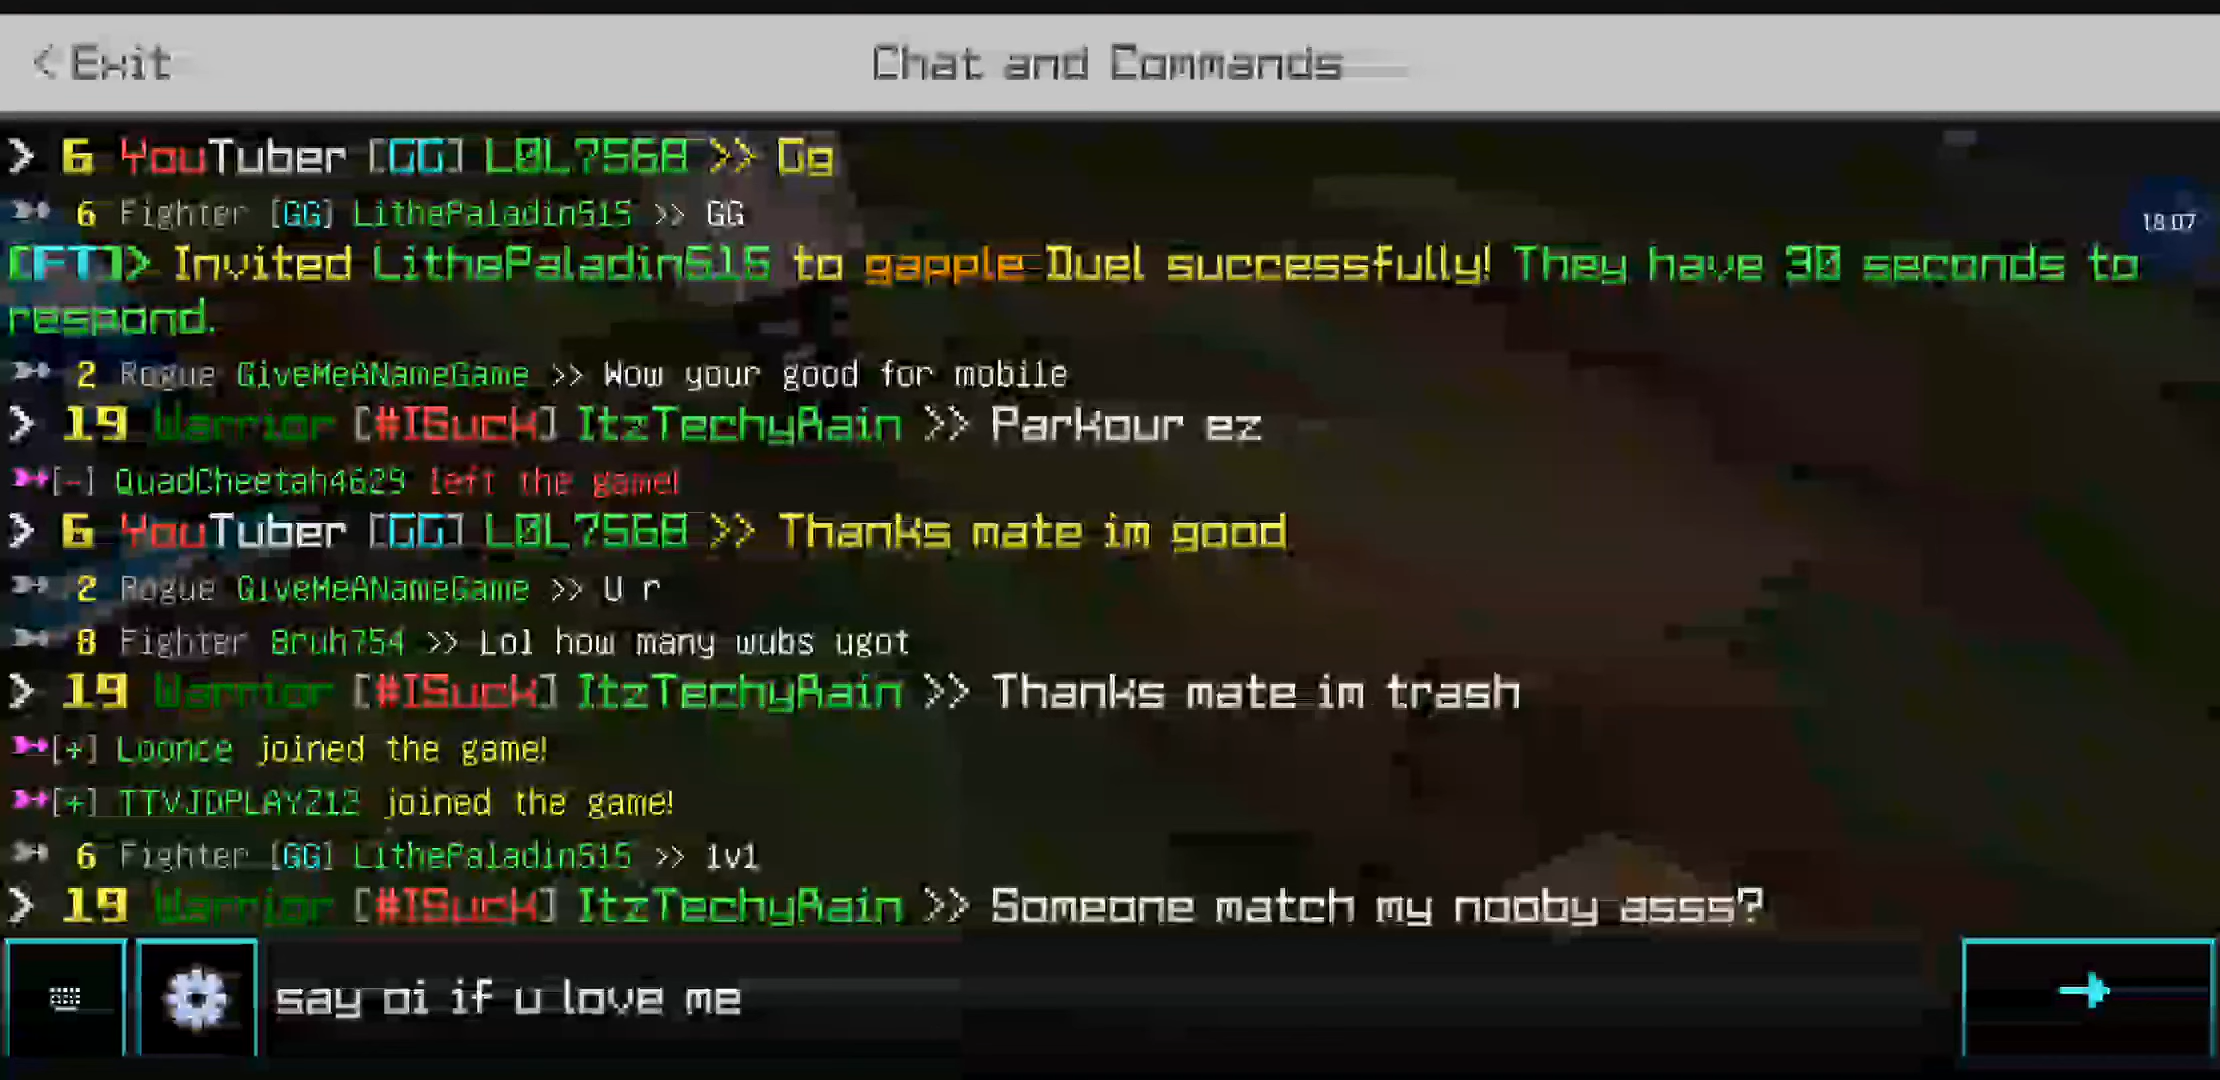 < Exit
Chat and Commands
> 6 YouTuber [GG] L0L7568 >> Gg
6 Fighter [GG] LithePaladin515 >> GG
18:07
[FT]> Invited LithePaladin515 to gapple Duel successfully! They have 30 seconds to
respond.
2 Rogue GiveMeANameGame >> Wow your good for mobile
> 19 Warrior [#ISuck] ItzTechyRain >> Parkour ez
[-] QuadCheetah4629 left the game!
> 6 YouTuber [GG] L0L7568 >> Thanks mate im good
2 Rogue GiveMeANameGame >> U r
8 Fighter Bruh754 >> Lol how many wubs ugot
> 19 Warrior [#ISuck] ItzTechyRain >> Thanks mate im trash
[+] Loonce joined the game!
[+] TTVJDPLAYZ12 joined the game!
6 Fighter [GG] LithePaladin515 >> 1v1
> 19 Warrior [#ISuck] ItzTechyRain >> Someone match my nooby asss?
say oi if u love me